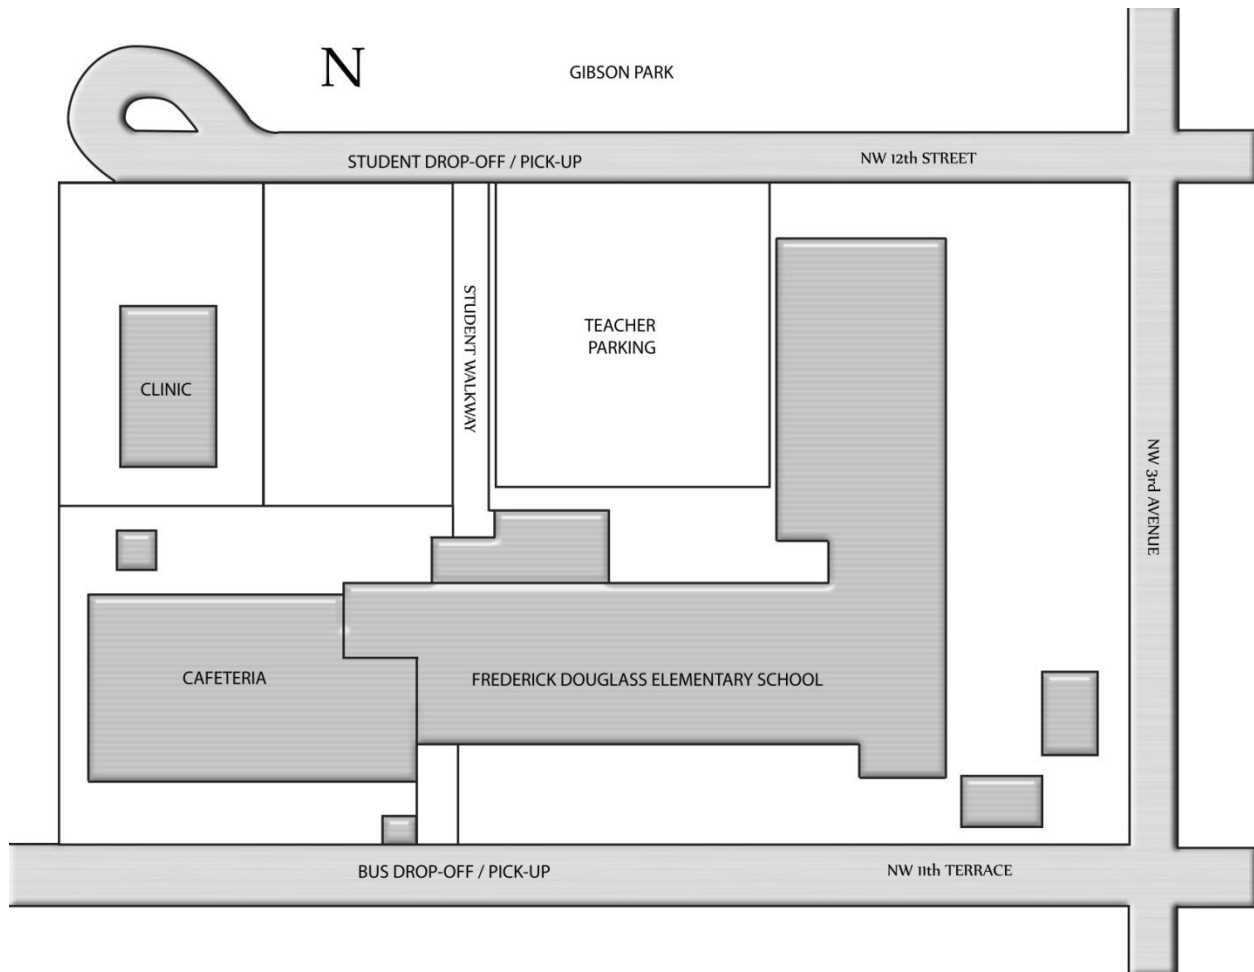 N
GIBSON PARK
STUDENT DROP-OFF / PICK-UP
NW 12th STREET
STUDENT WALKWAY
TEACHER
PARKING
CLINIC
NW 3rd AVENUE
CAFETERIA
FREDERICK DOUGLASS ELEMENTARY SCHOOL
BUS DROP-OFF / PICK-UP
NW 11th TERRACE